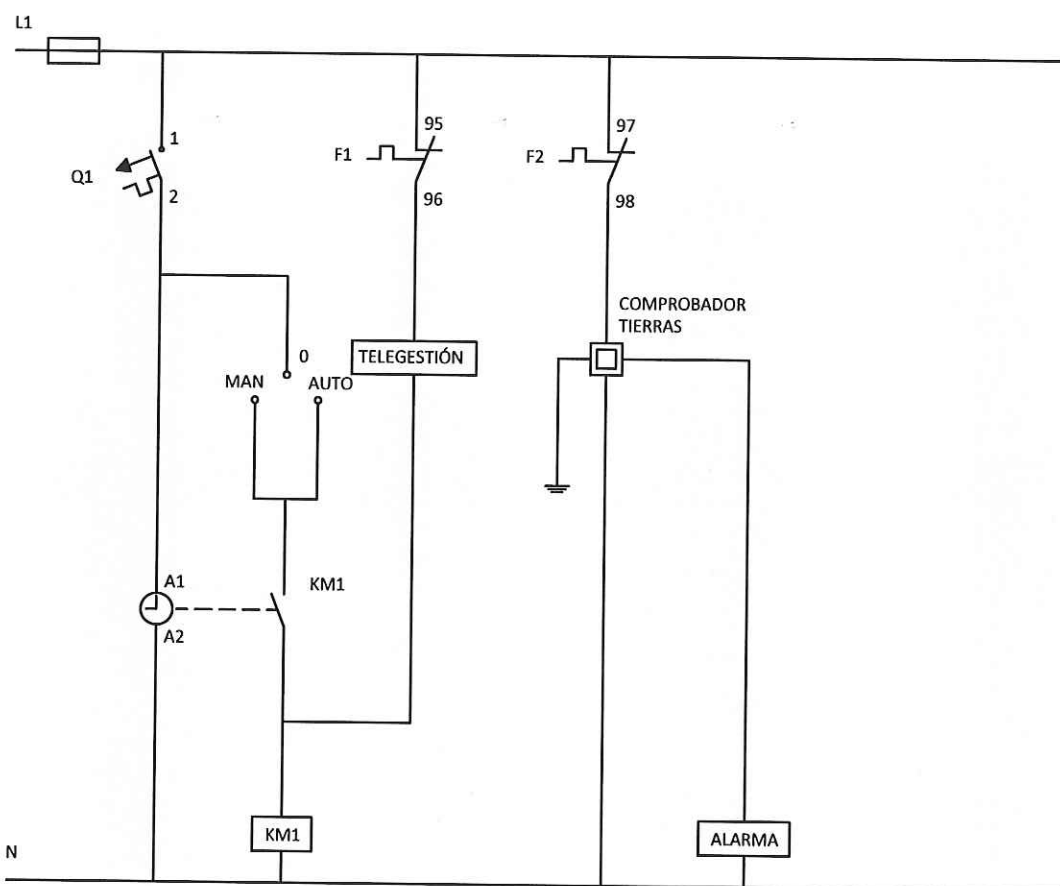 L1
1
Q1
2
95
F1
96
97
F2
98
COMPROBADOR
TIERRAS
0
MAN
AUTO
TELEGESTIÓN
A1
A2
KM1
KM1
ALARMA
N